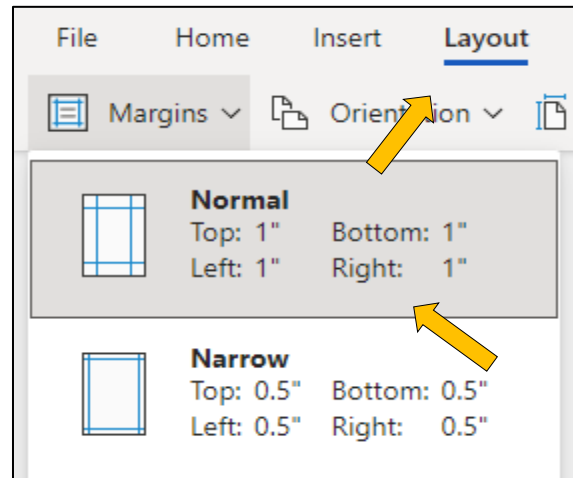 File Home Insert Layout
Margins Orientation
Normal
Top: 1" Bottom: 1"
Left: 1" Right: 1"
Narrow
Top: 0.5" Bottom: 0.5"
Left: 0.5" Right: 0.5"